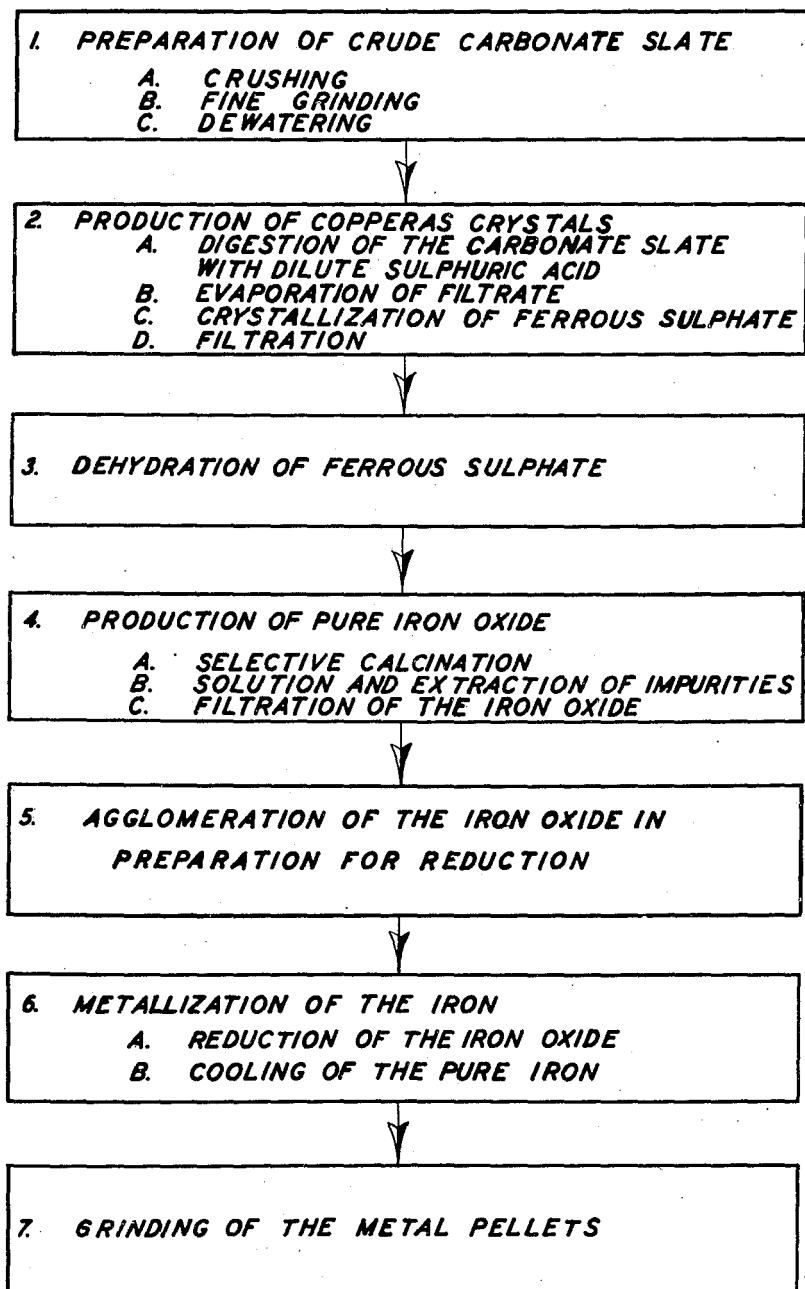 1. PREPARATION OF CRUDE CARBONATE SLATE
A. CRUSHING
B. FINE GRINDING
C. DEWATERING
2. PRODUCTION OF COPPERAS CRYSTALS
A. DIGESTION OF THE CARBONATE SLATE
WITH DILUTE SULPHURIC ACID
B. EVAPORATION OF FILTRATE
C. CRYSTALLIZATION OF FERROUS SULPHATE
D. FILTRATION
3. DEHYDRATION OF FERROUS SULPHATE
4. PRODUCTION OF PURE IRON OXIDE
A. SELECTIVE CALCINATION
B. SOLUTION AND EXTRACTION OF IMPURITIES
C. FILTRATION OF THE IRON OXIDE
5. AGGLOMERATION OF THE IRON OXIDE IN
PREPARATION FOR REDUCTION
6. METALLIZATION OF THE IRON
A. REDUCTION OF THE IRON OXIDE
B. COOLING OF THE PURE IRON
7. GRINDING OF THE METAL PELLETS